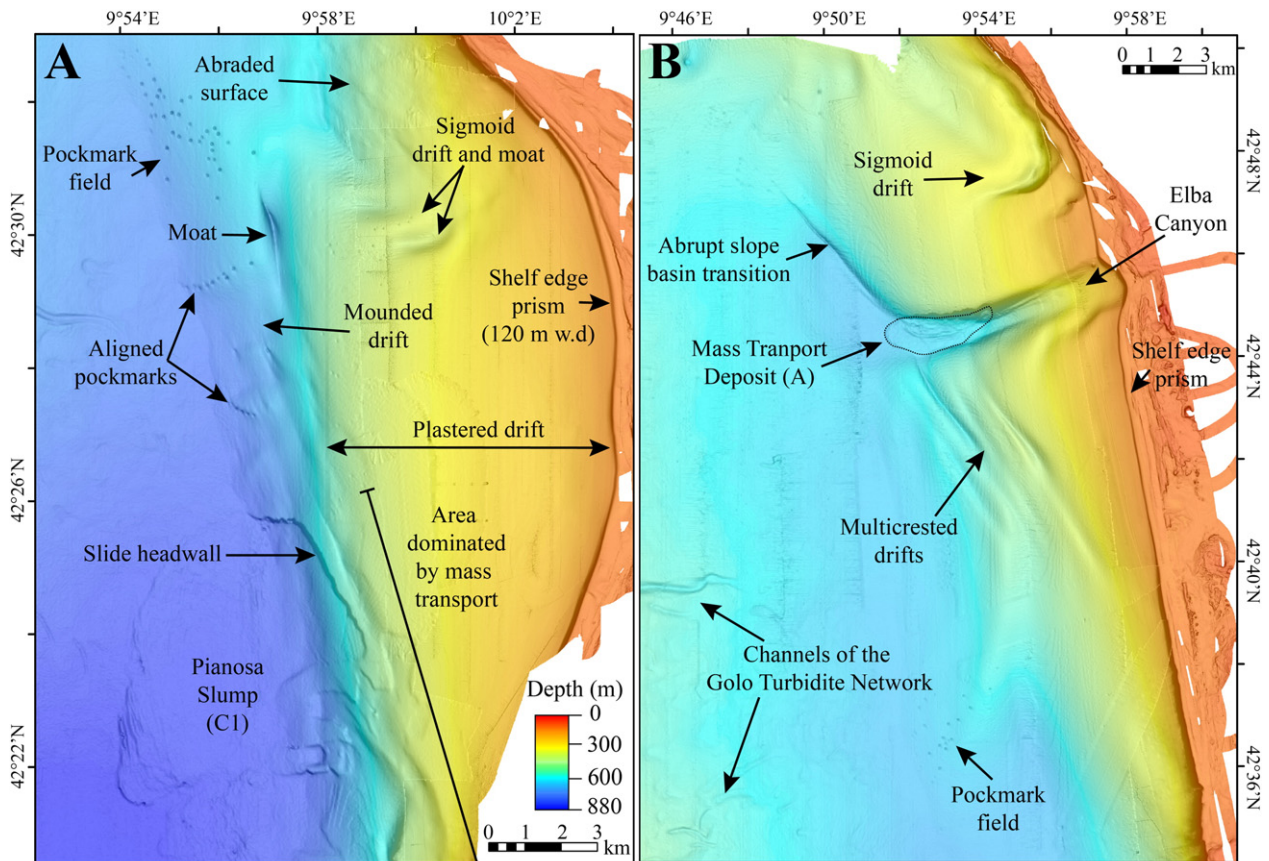 9°54'E
9°58'E
10°2'E
A
Abraded
surface
Sigmoid
drift and moat
Pockmark
field
42°30'N
Moat
Shelf edge
prism
(120 m w.d)
Mounded
drift
Aligned
pockmarks
Plastered drift
42°26'N
Area
dominated
by mass
transport
Slide headwall
Pianosa
Slump
(C1)
42°22'N
Depth (m)
0
300
600
880
0 1 2 3
km
9°46'E
9°50'E
9°54'E
9°58'E
B
0 1 2 3
km
42°48'N
Sigmoid
drift
Elba
Canyon
Abrupt slope
basin transition
Mass Tranport
Deposit (A)
Shelf edge
prism
42°44'N
Multicrested
drifts
42°40'N
Channels of the
Golo Turbidite Network
Pockmark
field
42°36'N